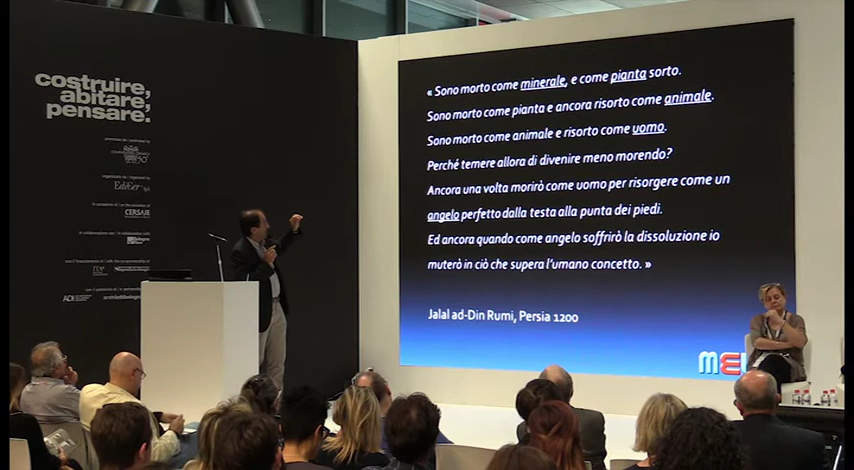 costruire,
abitare,
pensare.
CERSAIE
ADI
« Sono morto come minerale, e come pianta sorto.
Sono morto come pianta e ancora risorto come animale.
Sono morto come animale e risorto come uomo.
Perché temere allora di divenire meno morendo?
Ancora una volta morirò come uomo per risorgere come un
angelo perfetto dalla testa alla punta dei piedi.
Ed ancora quando come angelo soffrirò la dissoluzione io
muterò in ciò che supera l'umano concetto. »
Jalal ad-Din Rumi, Persia 1200